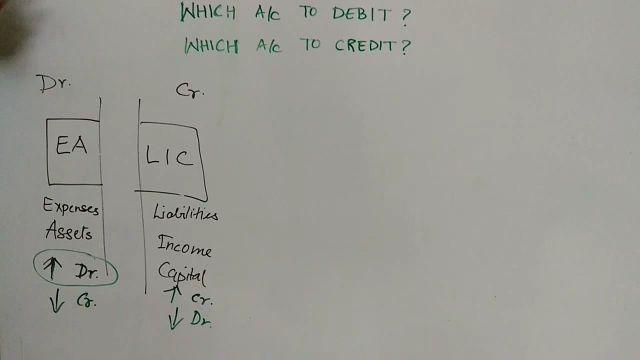 WHICH A/c TO DEBIT?
WHICH A/c TO CREDIT?
Dr.
Cr.
EA
LIC
Expenses
Assets
↑ Dr.
↓ Cr.
Liabilities
Income
Capital
↑ Cr.
↓ Dr.